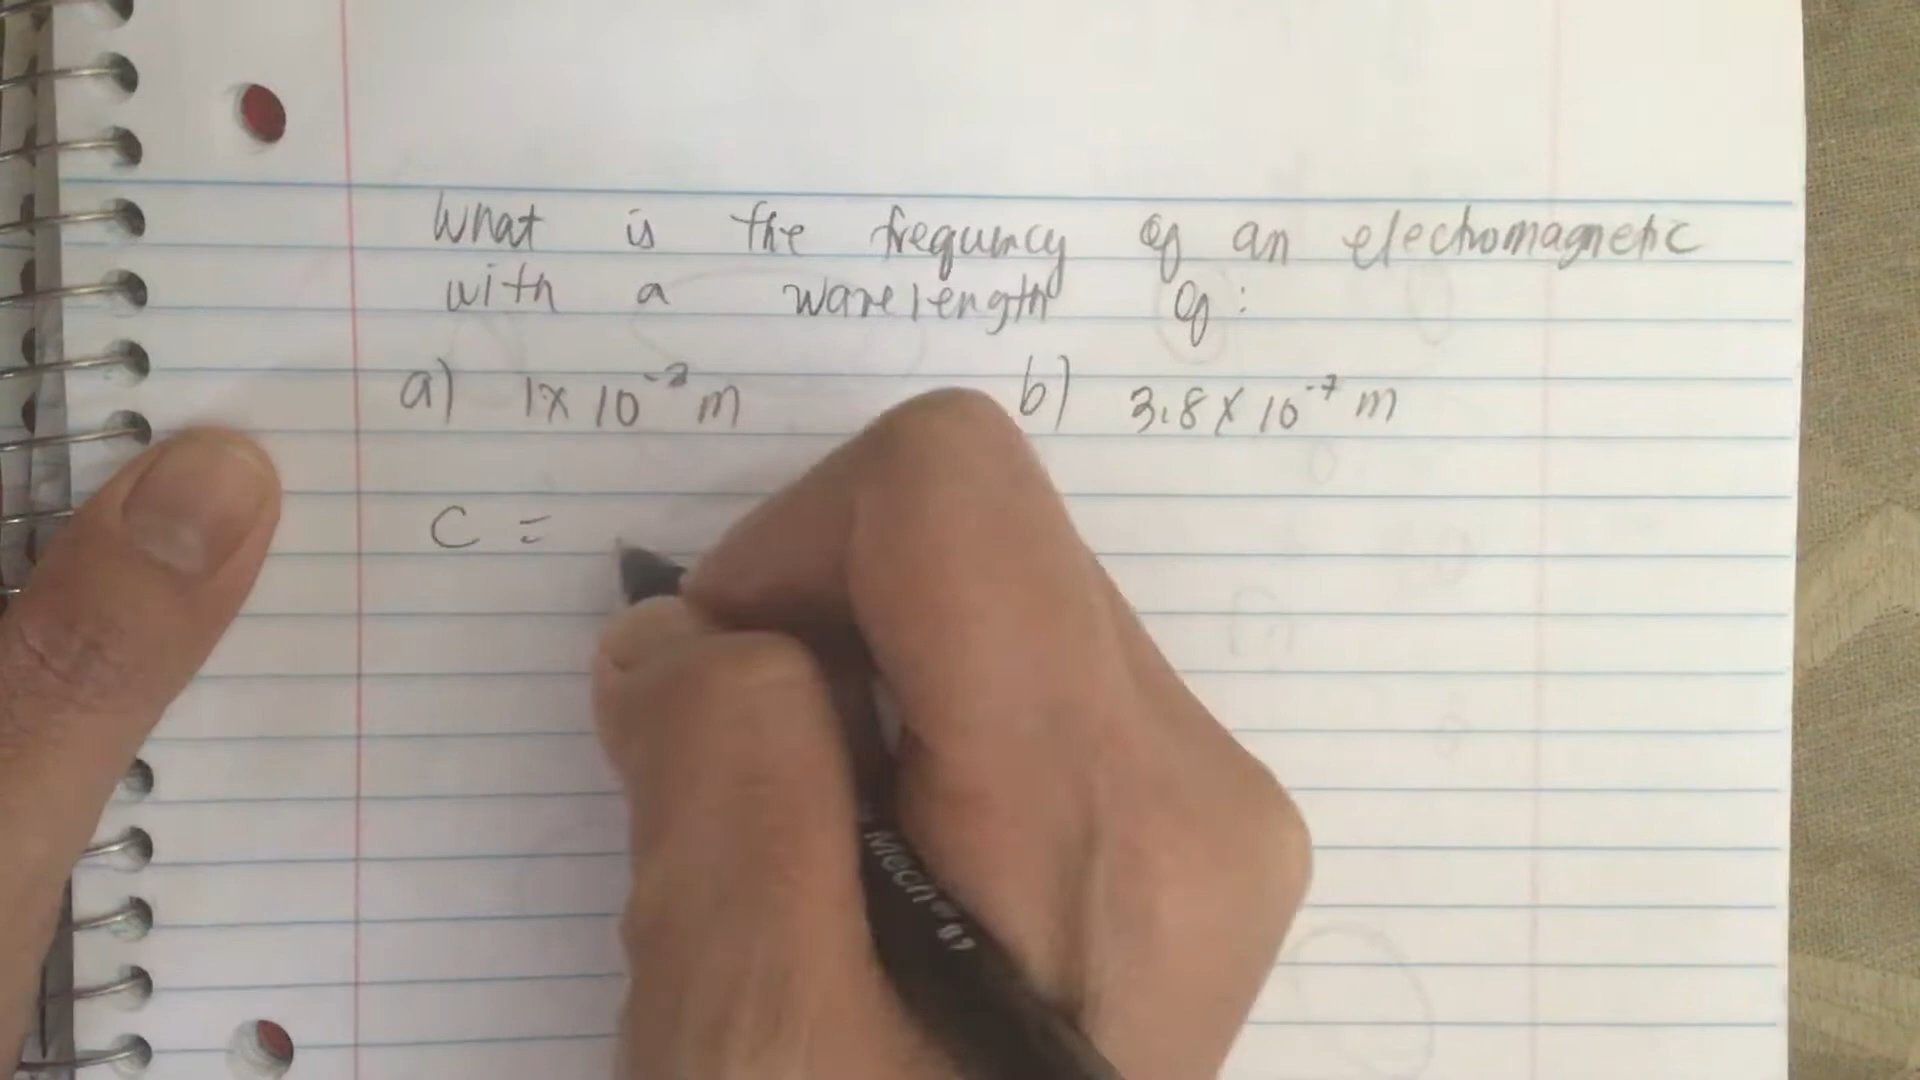 What is the frequency of an electromagnetic
with a wavelength of:
a) 1x 10⁻² m b) 3.8 x 10⁻⁷ m
C =